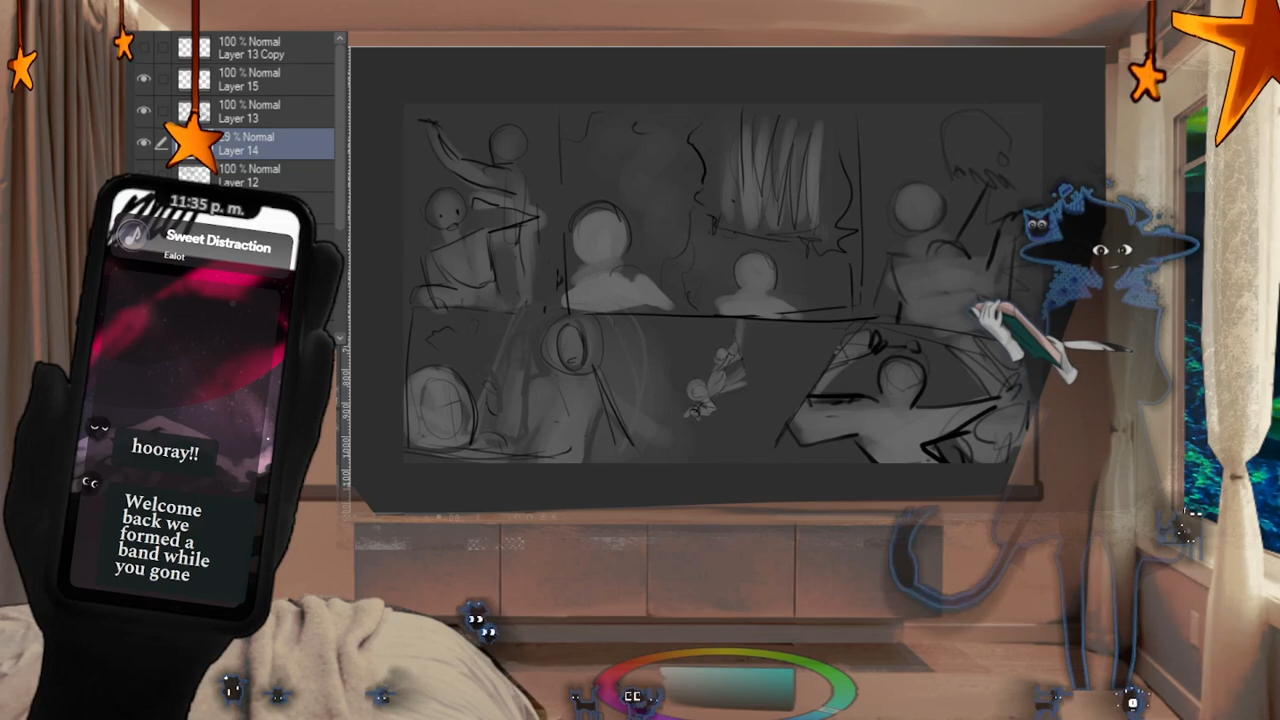 100 % Normal
Layer 13 Copy
100 % Normal
Layer 15
100 % Normal
Layer 13
9 % Normal
Layer 14
100 % Normal
Layer 12
11:35 p. m.
Sweet Distraction
Ealot
hooray!!
Welcome
back we
formed a
band while
you gone